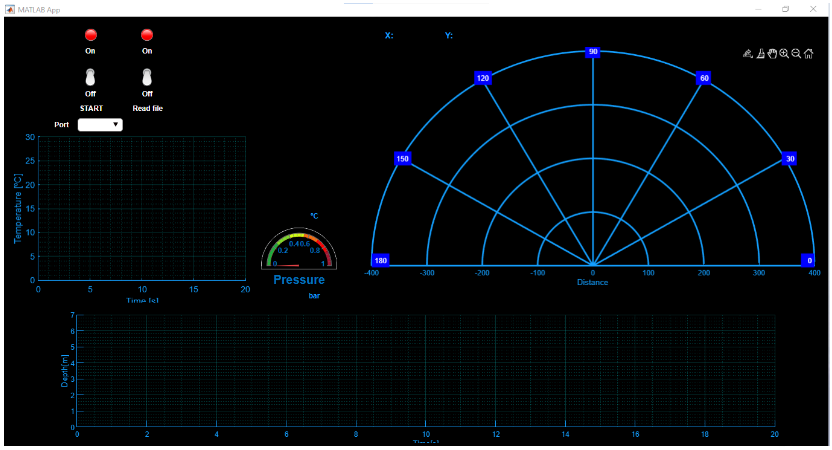 MATLAB App
On On
Off Off
START Read file
Port
X: Y:
90
120 60
150 30
180 0
-400 -300 -200 -100 0 100 200 300 400
Distance
30
25
20
15
10
5
0
Temperature [ºC]
0 5 10 15 20
Time [s]
ºC
0 0.2 0.4 0.6 0.8 1
Pressure
bar
7
6
5
4
3
2
1
0
Depth[m]
0 2 4 6 8 10 12 14 16 18 20
Time[s]